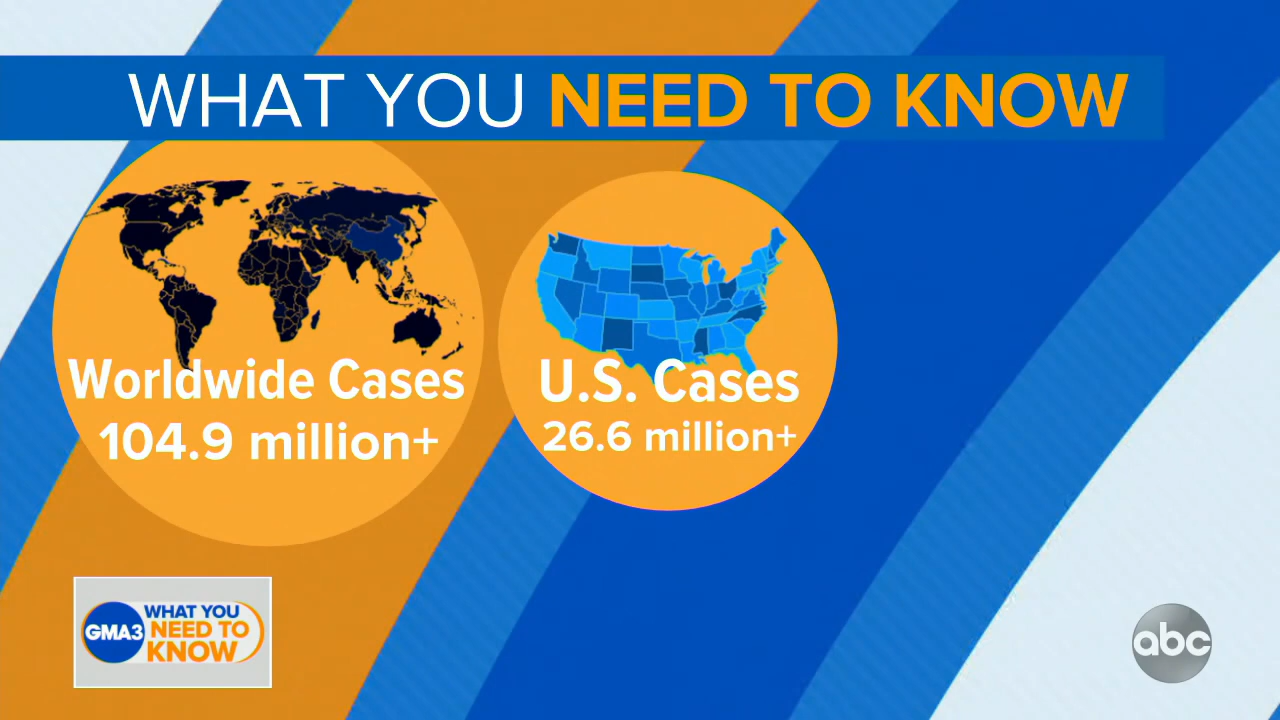 WHAT YOU NEED TO KNOW
Worldwide Cases
104.9 million+
U.S. Cases
26.6 million+
GMA3
WHAT YOU
NEED TO
KNOW
abc